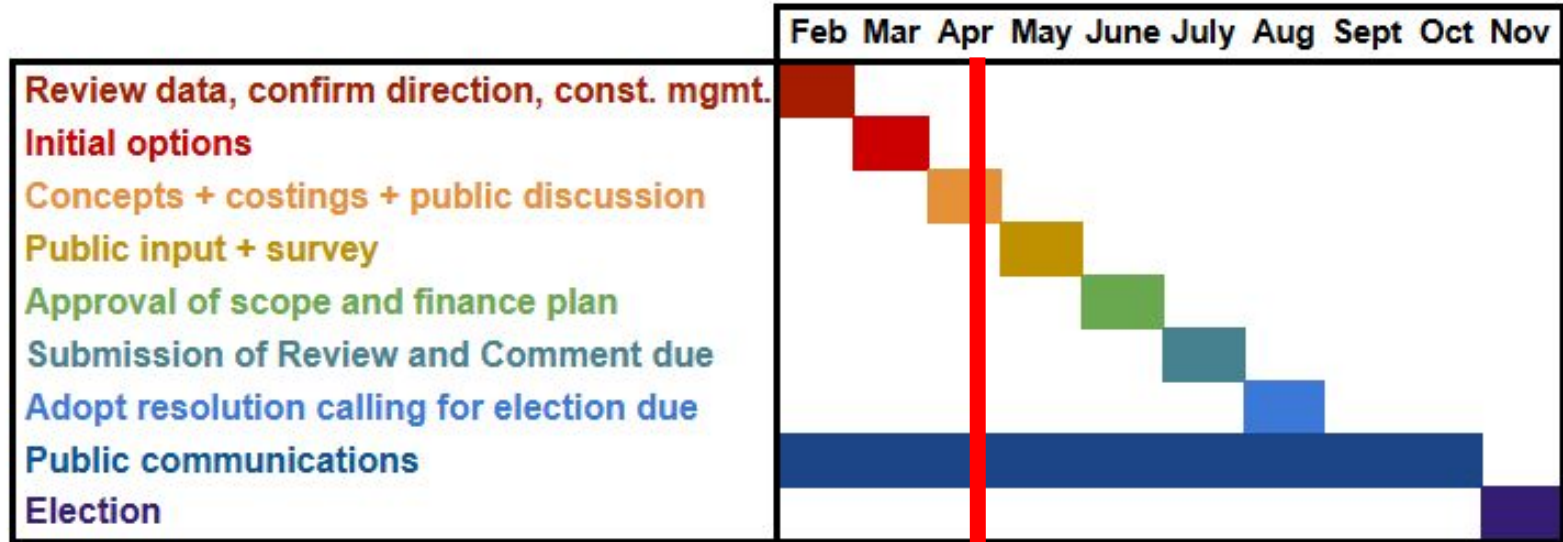 Feb Mar Apr May June July Aug Sept Oct Nov
Review data, confirm direction, const. mgmt.
Initial options
Concepts + costings + public discussion
Public input + survey
Approval of scope and finance plan
Submission of Review and Comment due
Adopt resolution calling for election due
Public communications
Election